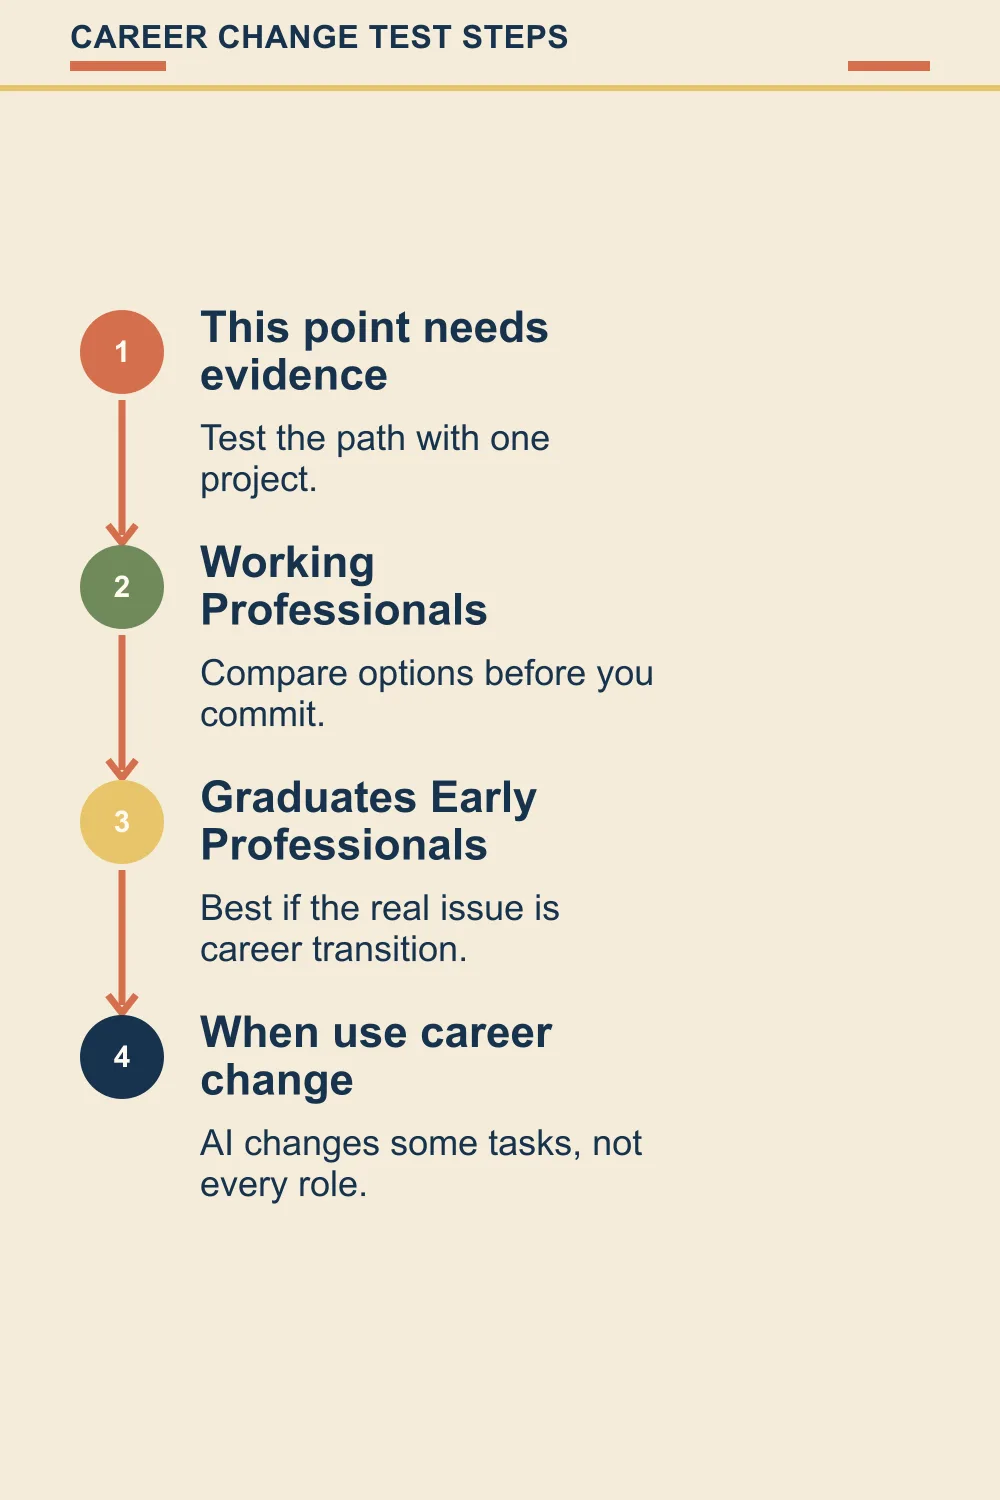 CAREER CHANGE TEST STEPS
1
This point needs
evidence
Test the path with one
project.
2
Working
Professionals
Compare options before you
commit.
3
Graduates Early
Professionals
Best if the real issue is
career transition.
4
When use career
change
AI changes some tasks, not
every role.